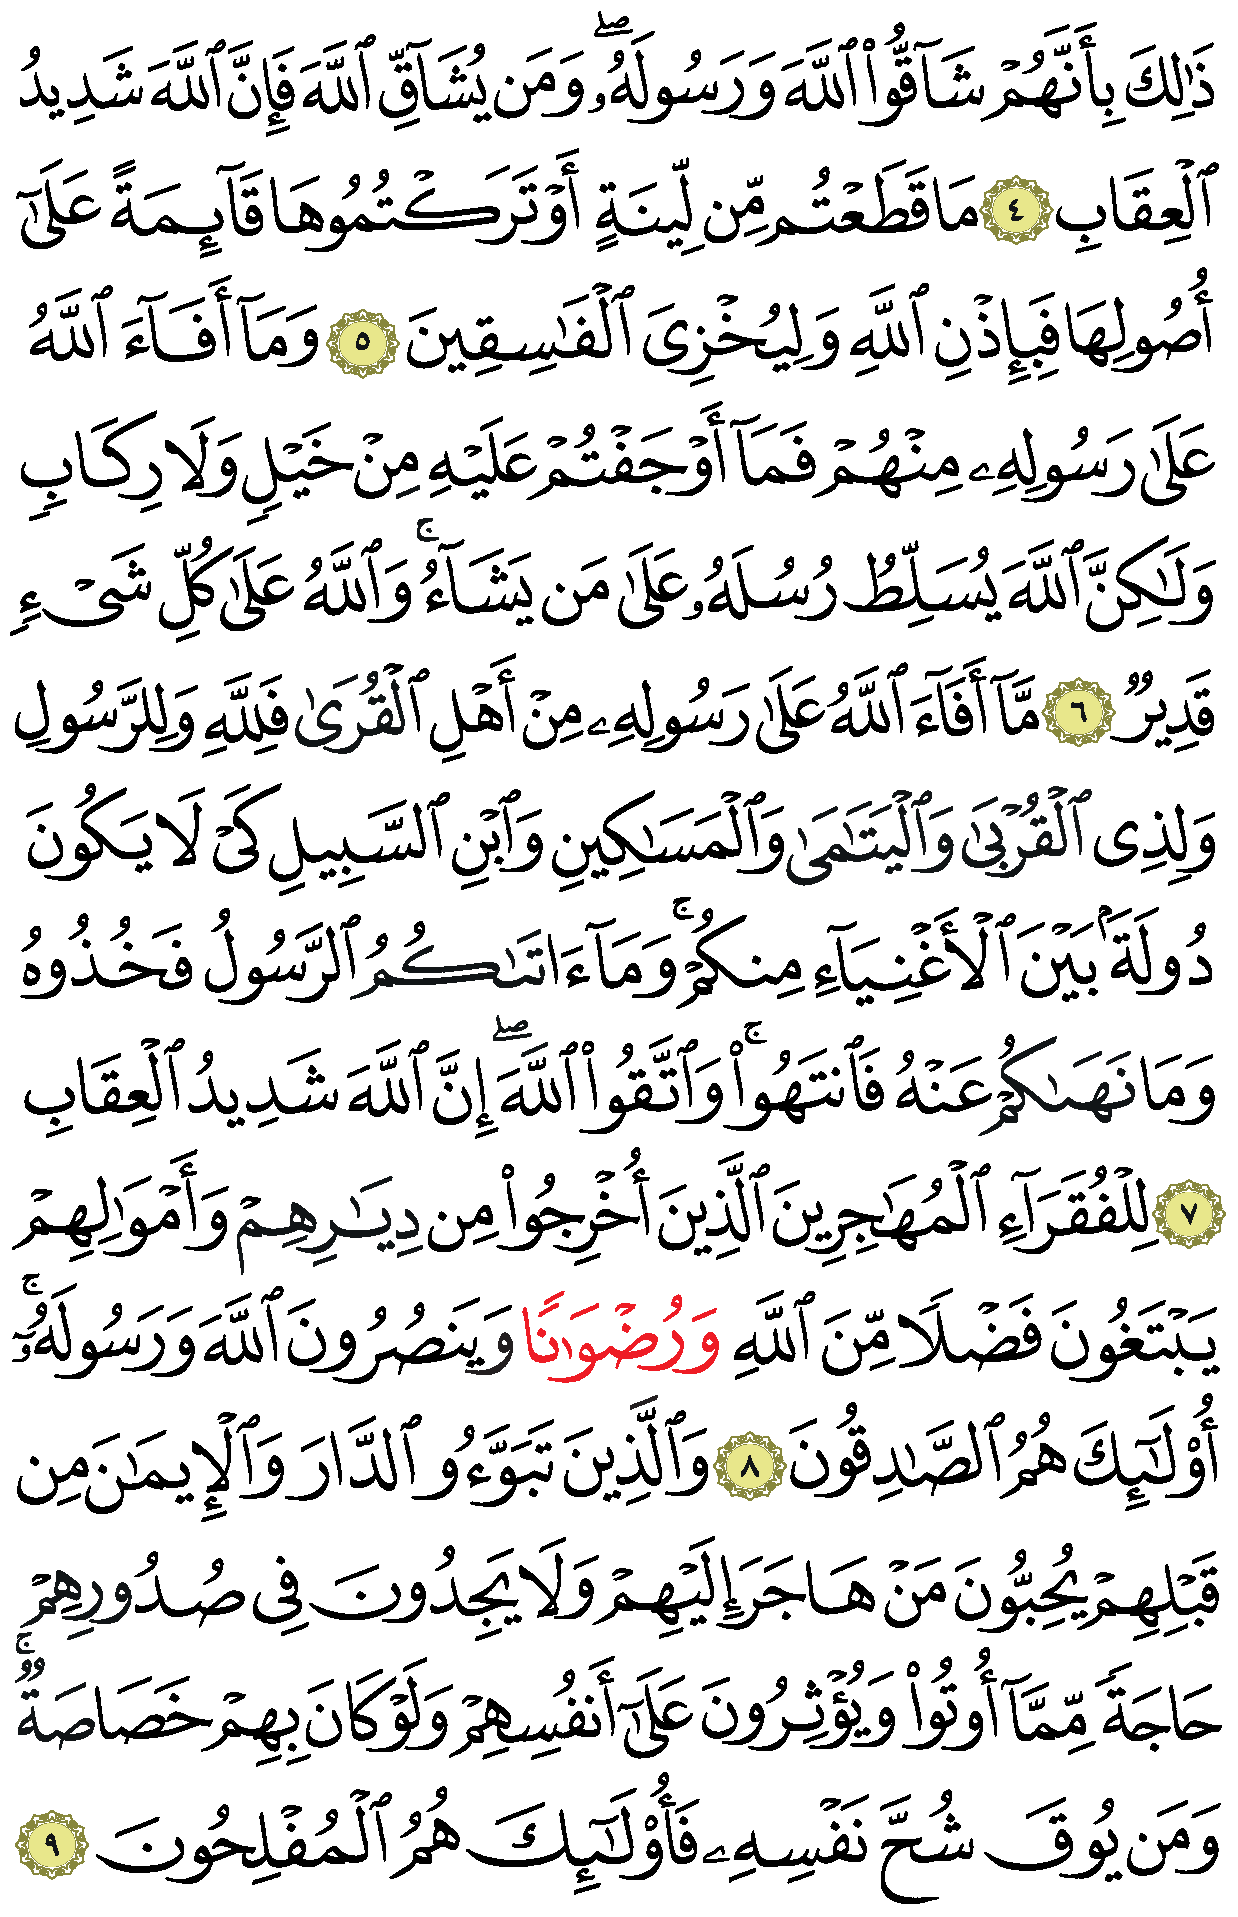 ذَٰلِكَ بِأَنَّهُمْ شَآقُّوا۟ ٱللَّهَ وَرَسُولَهُۥ ۖ وَمَن يُشَآقِّ ٱللَّهَ فَإِنَّ ٱللَّهَ شَدِيدُ
ٱلْعِقَابِ ٤ مَا قَطَعْتُم مِّن لِّينَةٍ أَوْ تَرَكْتُمُوهَا قَآئِمَةً عَلَىٰٓ
أُصُولِهَا فَبِإِذْنِ ٱللَّهِ وَلِيُخْزِىَ ٱلْفَٰسِقِينَ ٥ وَمَآ أَفَآءَ ٱللَّهُ
عَلَىٰ رَسُولِهِۦ مِنْهُمْ فَمَآ أَوْجَفْتُمْ عَلَيْهِ مِنْ خَيْلٍ وَلَا رِكَابٍ
وَلَٰكِنَّ ٱللَّهَ يُسَلِّطُ رُسُلَهُۥ عَلَىٰ مَن يَشَآءُ ۚ وَٱللَّهُ عَلَىٰ كُلِّ شَىْءٍ
قَدِيرٌ ٦ مَّآ أَفَآءَ ٱللَّهُ عَلَىٰ رَسُولِهِۦ مِنْ أَهْلِ ٱلْقُرَىٰ فَلِلَّهِ وَلِلرَّسُولِ
وَلِذِى ٱلْقُرْبَىٰ وَٱلْيَتَٰمَىٰ وَٱلْمَسَٰكِينِ وَٱبْنِ ٱلسَّبِيلِ كَىْ لَا يَكُونَ
دُولَةَۢ بَيْنَ ٱلْأَغْنِيَآءِ مِنكُمْ ۚ وَمَآ ءَاتَىٰكُمُ ٱلرَّسُولُ فَخُذُوهُ
وَمَا نَهَىٰكُمْ عَنْهُ فَٱنتَهُوا۟ ۚ وَٱتَّقُوا۟ ٱللَّهَ ۖ إِنَّ ٱللَّهَ شَدِيدُ ٱلْعِقَابِ
٧ لِلْفُقَرَآءِ ٱلْمُهَٰجِرِينَ ٱلَّذِينَ أُخْرِجُوا۟ مِن دِيَٰرِهِمْ وَأَمْوَٰلِهِمْ
يَبْتَغُونَ فَضْلًا مِّنَ ٱللَّهِ وَرُضْوَٰنًا وَيَنصُرُونَ ٱللَّهَ وَرَسُولَهُۥٓ ۚ
أُو۟لَٰٓئِكَ هُمُ ٱلصَّٰدِقُونَ ٨ وَٱلَّذِينَ تَبَوَّءُو ٱلدَّارَ وَٱلْإِيمَٰنَ مِن
قَبْلِهِمْ يُحِبُّونَ مَنْ هَاجَرَ إِلَيْهِمْ وَلَا يَجِدُونَ فِى صُدُورِهِمْ
حَاجَةً مِّمَّآ أُوتُوا۟ وَيُؤْثِرُونَ عَلَىٰٓ أَنفُسِهِمْ وَلَوْ كَانَ بِهِمْ خَصَاصَةٌ ۚ
وَمَن يُوقَ شُحَّ نَفْسِهِۦ فَأُو۟لَٰٓئِكَ هُمُ ٱلْمُفْلِحُونَ ٩